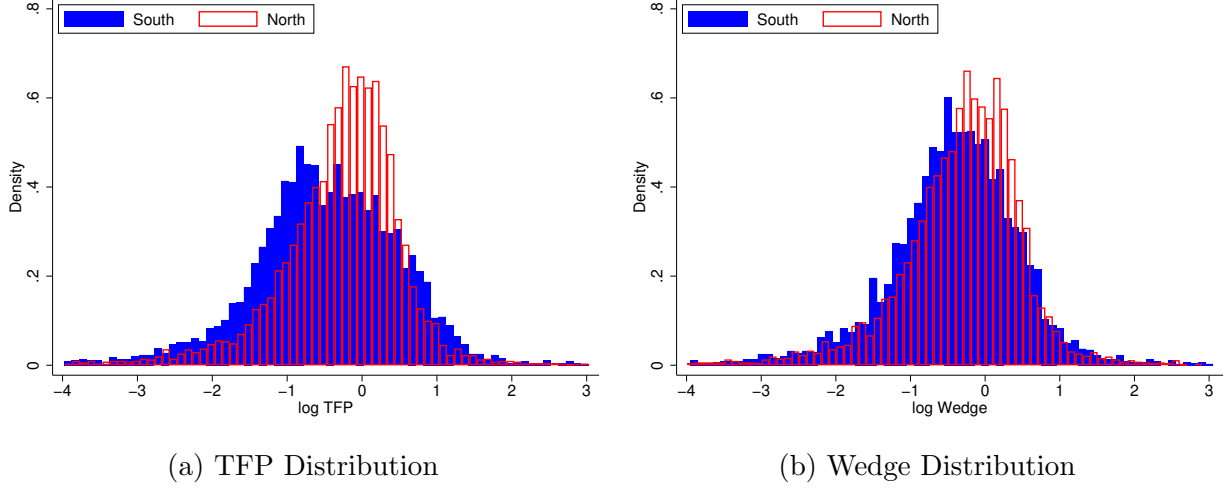 South North
Density
0 .2 .4 .6 .8
−4 −3 −2 −1 0 1 2 3
log TFP
(a) TFP Distribution
South North
Density
0 .2 .4 .6 .8
−4 −3 −2 −1 0 1 2 3
log Wedge
(b) Wedge Distribution